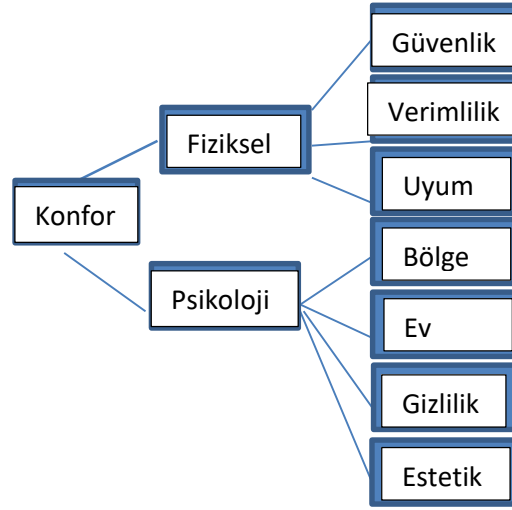 Güvenlik
Verimlilik
Fiziksel
Uyum
Konfor
Bölge
Psikoloji
Ev
Gizlilik
Estetik